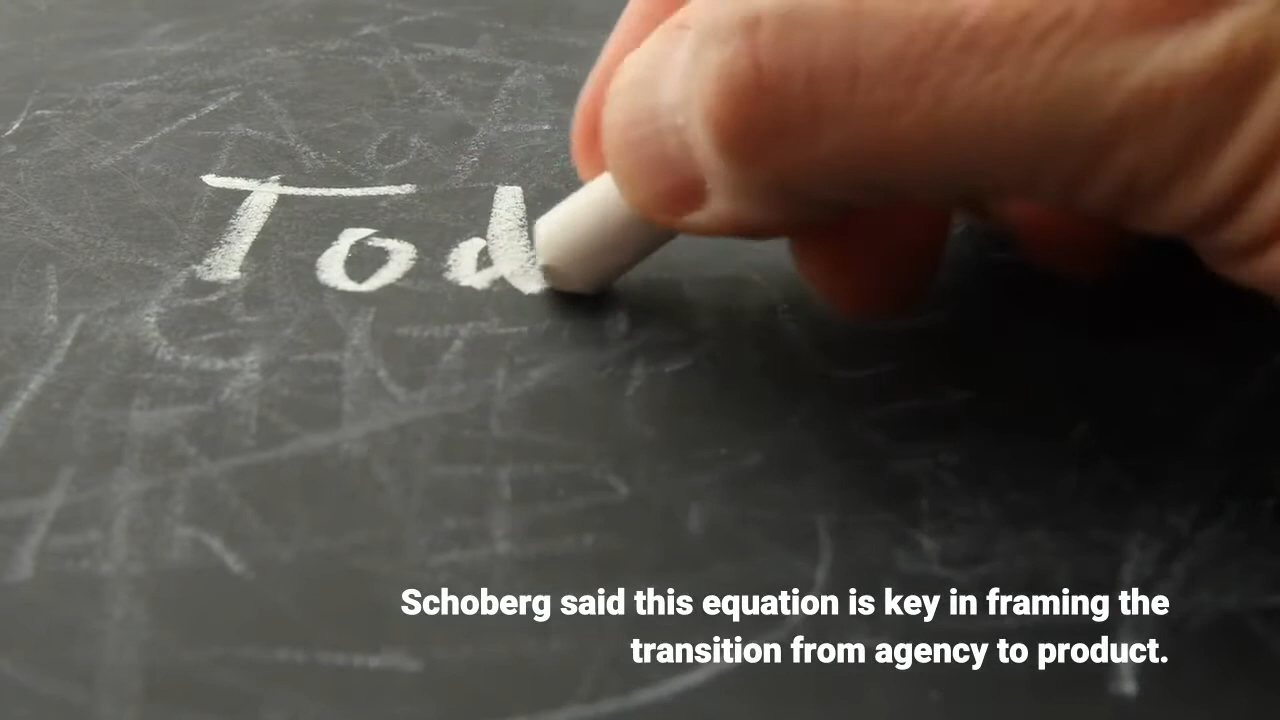 Tod
Schoberg said this equation is key in framing the
transition from agency to product.